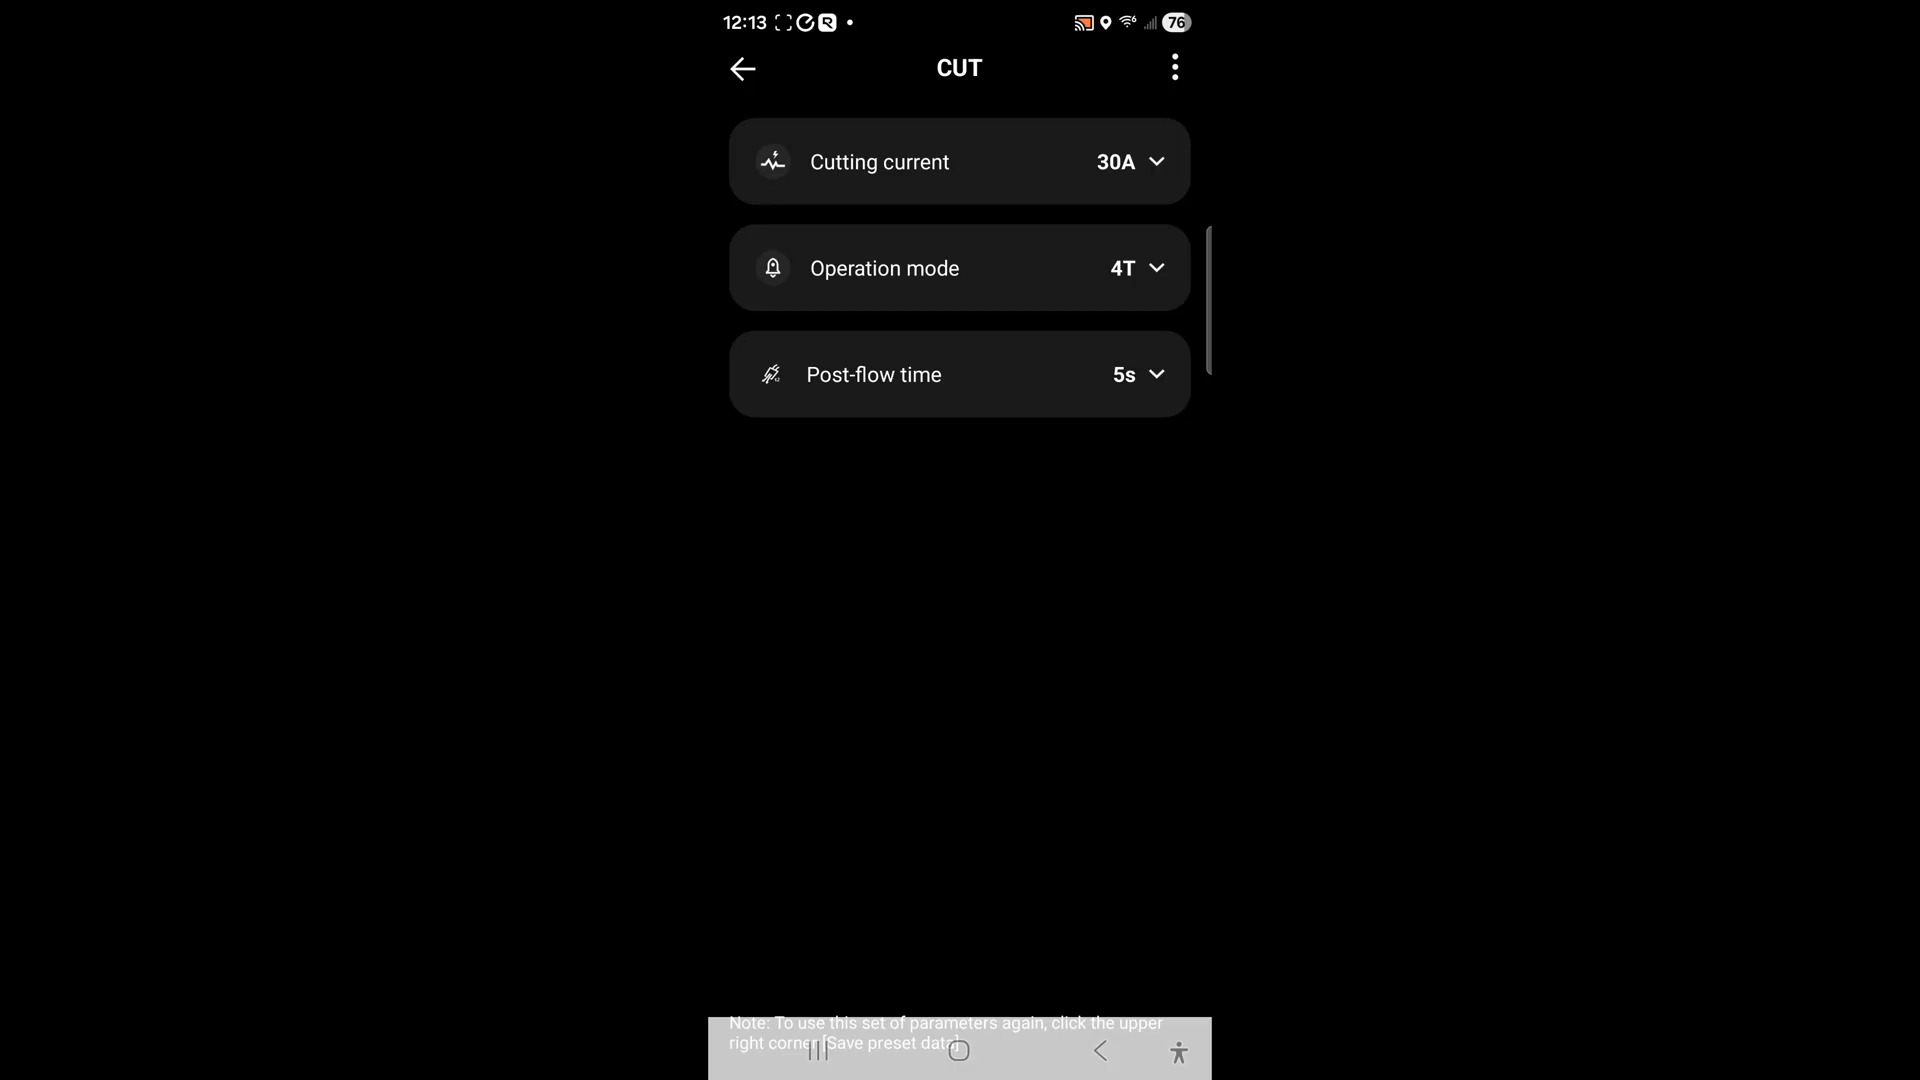 12:13
76
CUT
Cutting current 30A
Operation mode 4T
Post-flow time 5s
Note: To use this set of parameters again, click the upper
right corner [Save preset data]